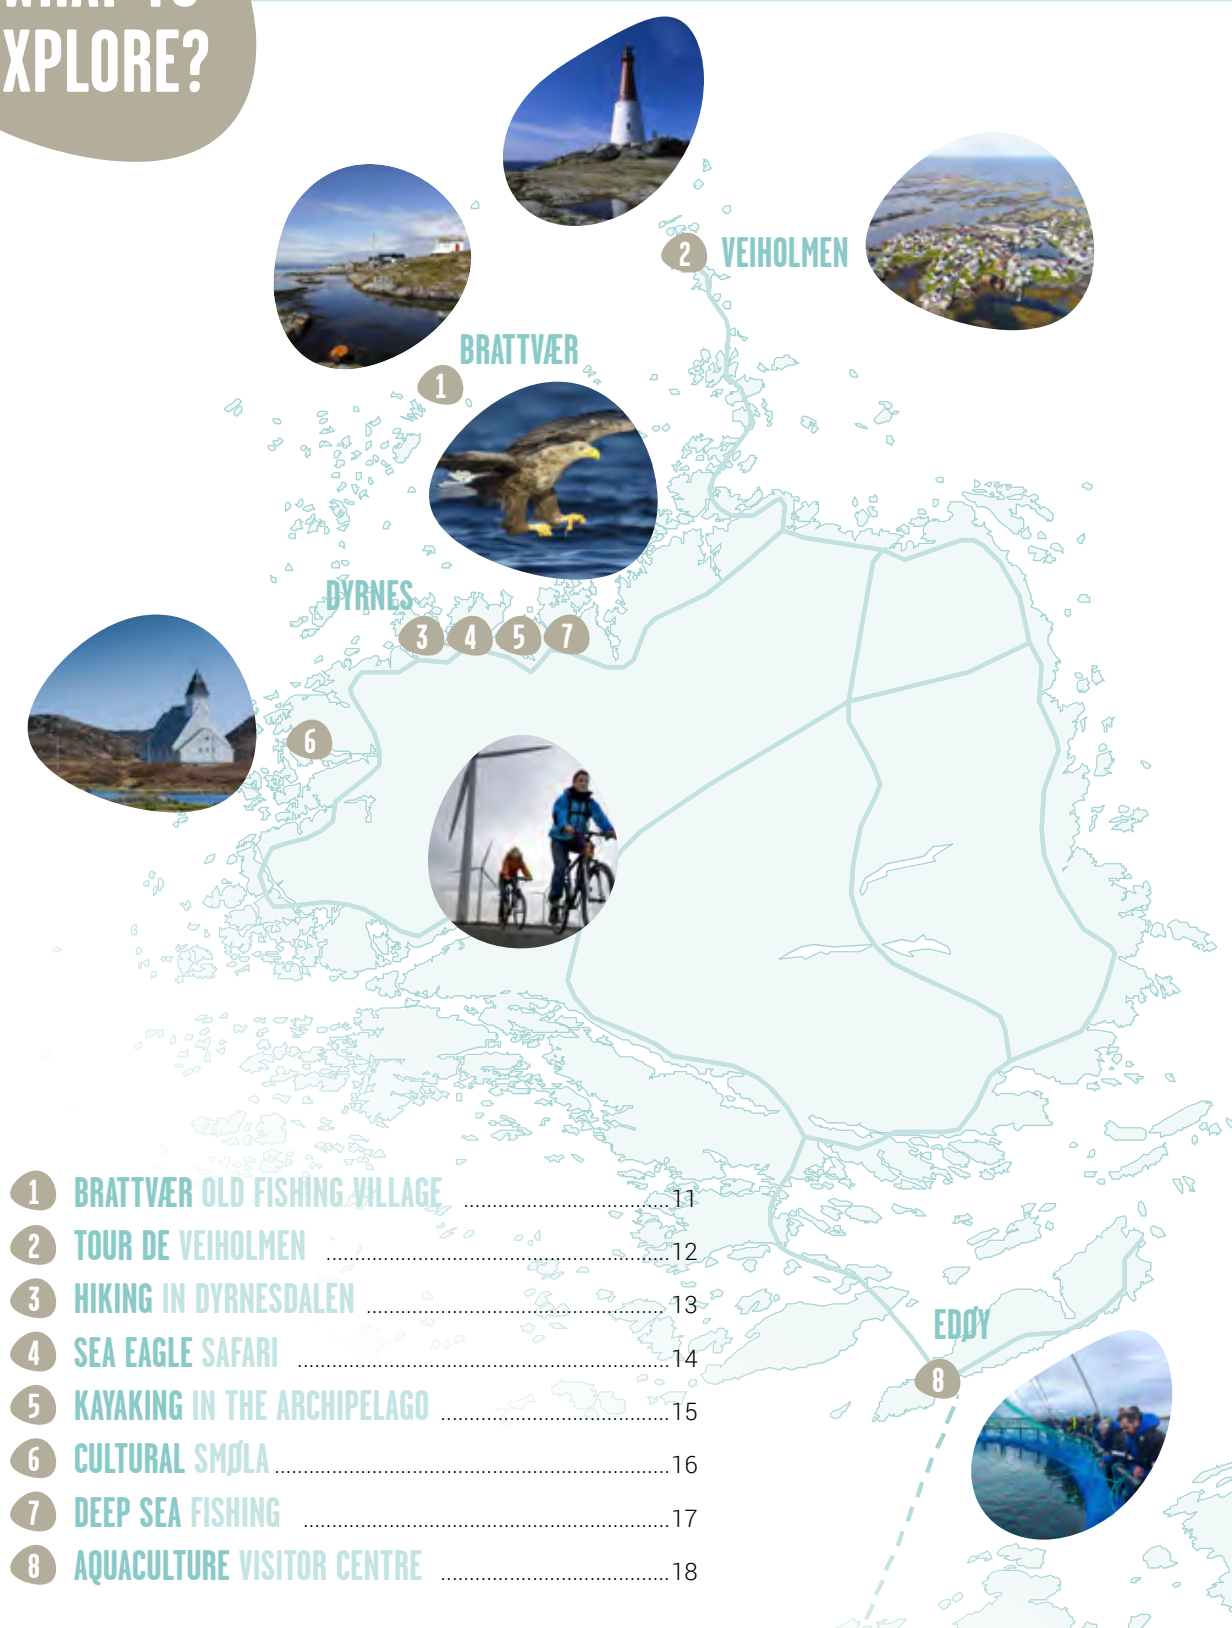 XPLORE?
2 VEIHOLMEN
BRATTVÆR
1
DYRNES
3 4 5 7
6
EDØY
8
1 BRATTVÆR OLD FISHING VILLAGE ................................... 11
2 TOUR DE VEIHOLMEN ........................................................... 12
3 HIKING IN DYRNESDALEN .................................................... 13
4 SEA EAGLE SAFARI ................................................................ 14
5 KAYAKING IN THE ARCHIPELAGO ....................................... 15
6 CULTURAL SMØLA .................................................................... 16
7 DEEP SEA FISHING ............................................................... 17
8 AQUACULTURE VISITOR CENTRE ....................................... 18